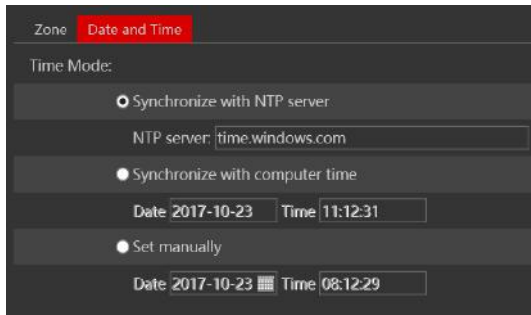 Zone Date and Time
Time Mode:
Synchronize with NTP server
NTP server: time.windows.com
Synchronize with computer time
Date 2017-10-23 Time 11:12:31
Set manually
Date 2017-10-23 Time 08:12:29